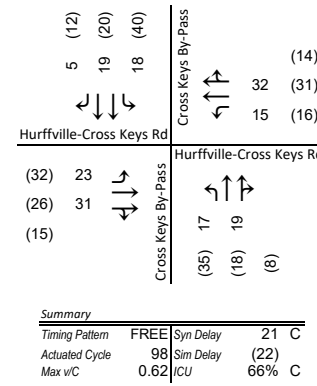 (12) (20) (40)
5 19 18
Cross Keys By-Pass
(14)
32 (31)
15 (16)
Hurffville-Cross Keys Rd
Hurffville-Cross Keys R
(32) 23
(26) 31
(15)
Cross Keys By-Pass
17 19
(35) (18) (8)
Summary
Timing Pattern FREE Syn Delay 21 C
Actuated Cycle 98 Sim Delay (22)
Max v/C 0.62 ICU 66% C